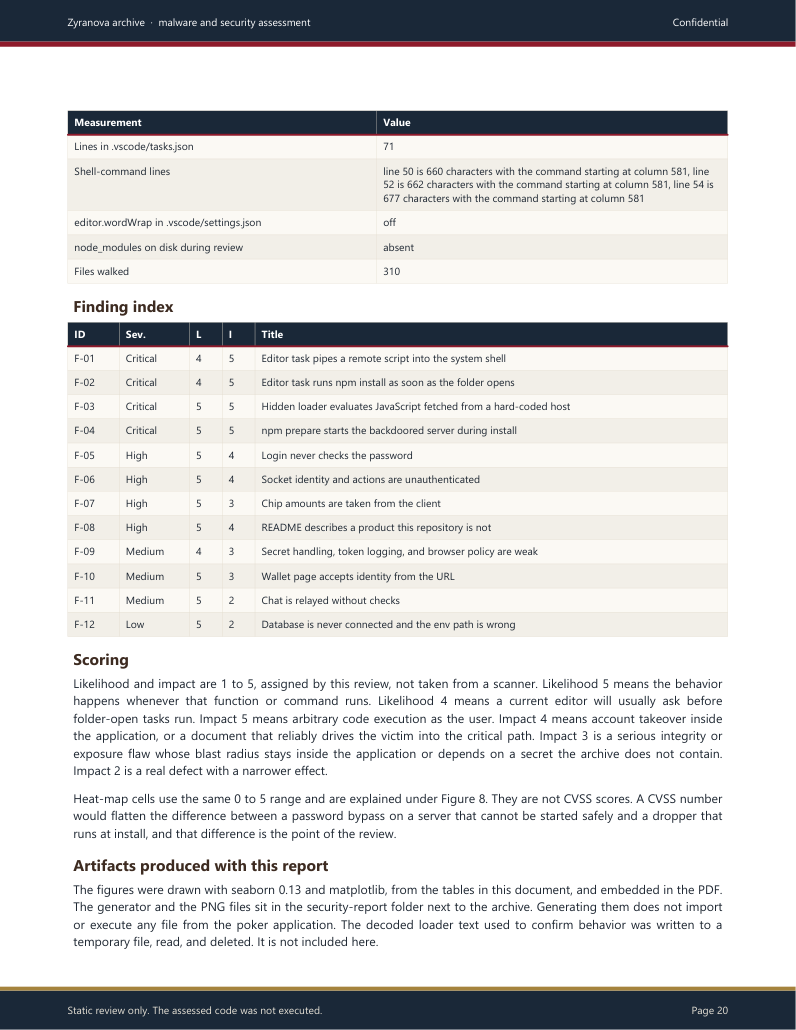 Zyranova archive · malware and security assessment
Confidential
Measurement Value
Lines in .vscode/tasks.json 71
Shell-command lines line 50 is 660 characters with the command starting at column 581, line
52 is 662 characters with the command starting at column 581, line 54 is
677 characters with the command starting at column 581
editor.wordWrap in .vscode/settings.json off
node_modules on disk during review absent
Files walked 310
Finding index
ID Sev. L I Title
F-01 Critical 4 5 Editor task pipes a remote script into the system shell
F-02 Critical 4 5 Editor task runs npm install as soon as the folder opens
F-03 Critical 5 5 Hidden loader evaluates JavaScript fetched from a hard-coded host
F-04 Critical 5 5 npm prepare starts the backdoored server during install
F-05 High 5 4 Login never checks the password
F-06 High 5 4 Socket identity and actions are unauthenticated
F-07 High 5 3 Chip amounts are taken from the client
F-08 High 5 4 README describes a product this repository is not
F-09 Medium 4 3 Secret handling, token logging, and browser policy are weak
F-10 Medium 5 3 Wallet page accepts identity from the URL
F-11 Medium 5 2 Chat is relayed without checks
F-12 Low 5 2 Database is never connected and the env path is wrong
Scoring
Likelihood and impact are 1 to 5, assigned by this review, not taken from a scanner. Likelihood 5 means the behavior
happens whenever that function or command runs. Likelihood 4 means a current editor will usually ask before
folder-open tasks run. Impact 5 means arbitrary code execution as the user. Impact 4 means account takeover inside
the application, or a document that reliably drives the victim into the critical path. Impact 3 is a serious integrity or
exposure flaw whose blast radius stays inside the application or depends on a secret the archive does not contain.
Impact 2 is a real defect with a narrower effect.
Heat-map cells use the same 0 to 5 range and are explained under Figure 8. They are not CVSS scores. A CVSS number
would flatten the difference between a password bypass on a server that cannot be started safely and a dropper that
runs at install, and that difference is the point of the review.
Artifacts produced with this report
The figures were drawn with seaborn 0.13 and matplotlib, from the tables in this document, and embedded in the PDF.
The generator and the PNG files sit in the security-report folder next to the archive. Generating them does not import
or execute any file from the poker application. The decoded loader text used to confirm behavior was written to a
temporary file, read, and deleted. It is not included here.
Static review only. The assessed code was not executed.
Page 20